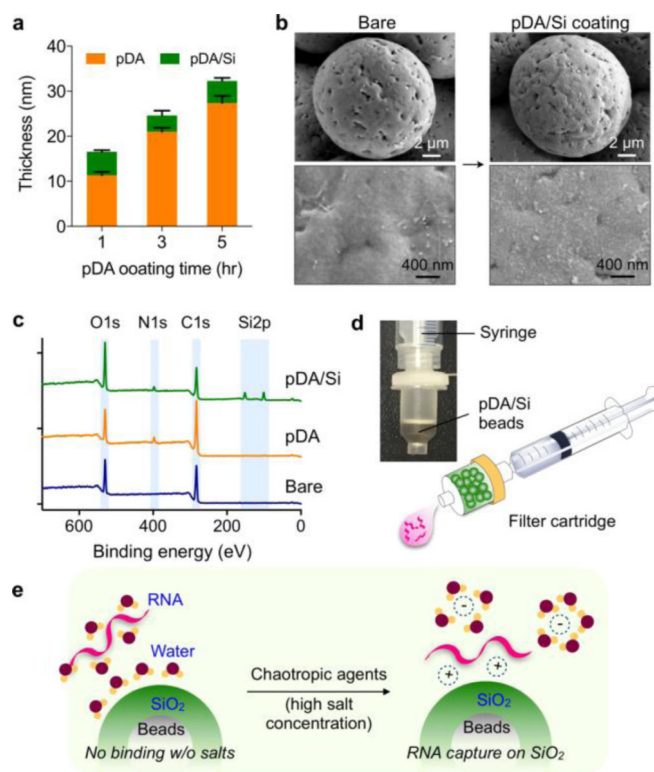 a
pDA
pDA/Si
Thickness (nm)
40
30
20
10
0
1
3
5
pDA ooating time (hr)
b
Bare
pDA/Si coating
2 µm
2 µm
400 nm
400 nm
c
O1s
N1s
C1s
Si2p
pDA/Si
pDA
Bare
600
400
200
0
Binding energy (eV)
d
Syringe
pDA/Si
beads
Filter cartridge
e
RNA
Water
SiO₂
Beads
No binding w/o salts
Chaotropic agents
(high salt
concentration)
-
-
+
+
SiO₂
Beads
RNA capture on SiO₂